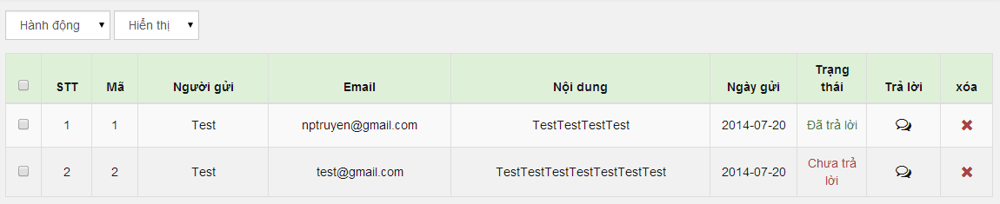 Hành động Hiển thị
STT Mã Người gửi Email Nội dung Ngày gửi Trạng thái Trả lời xóa
1 1 Test nptruyen@gmail.com TestTestTestTest 2014-07-20 Đã trả lời
2 2 Test test@gmail.com TestTestTestTestTestTestTest 2014-07-20 Chưa trả lời